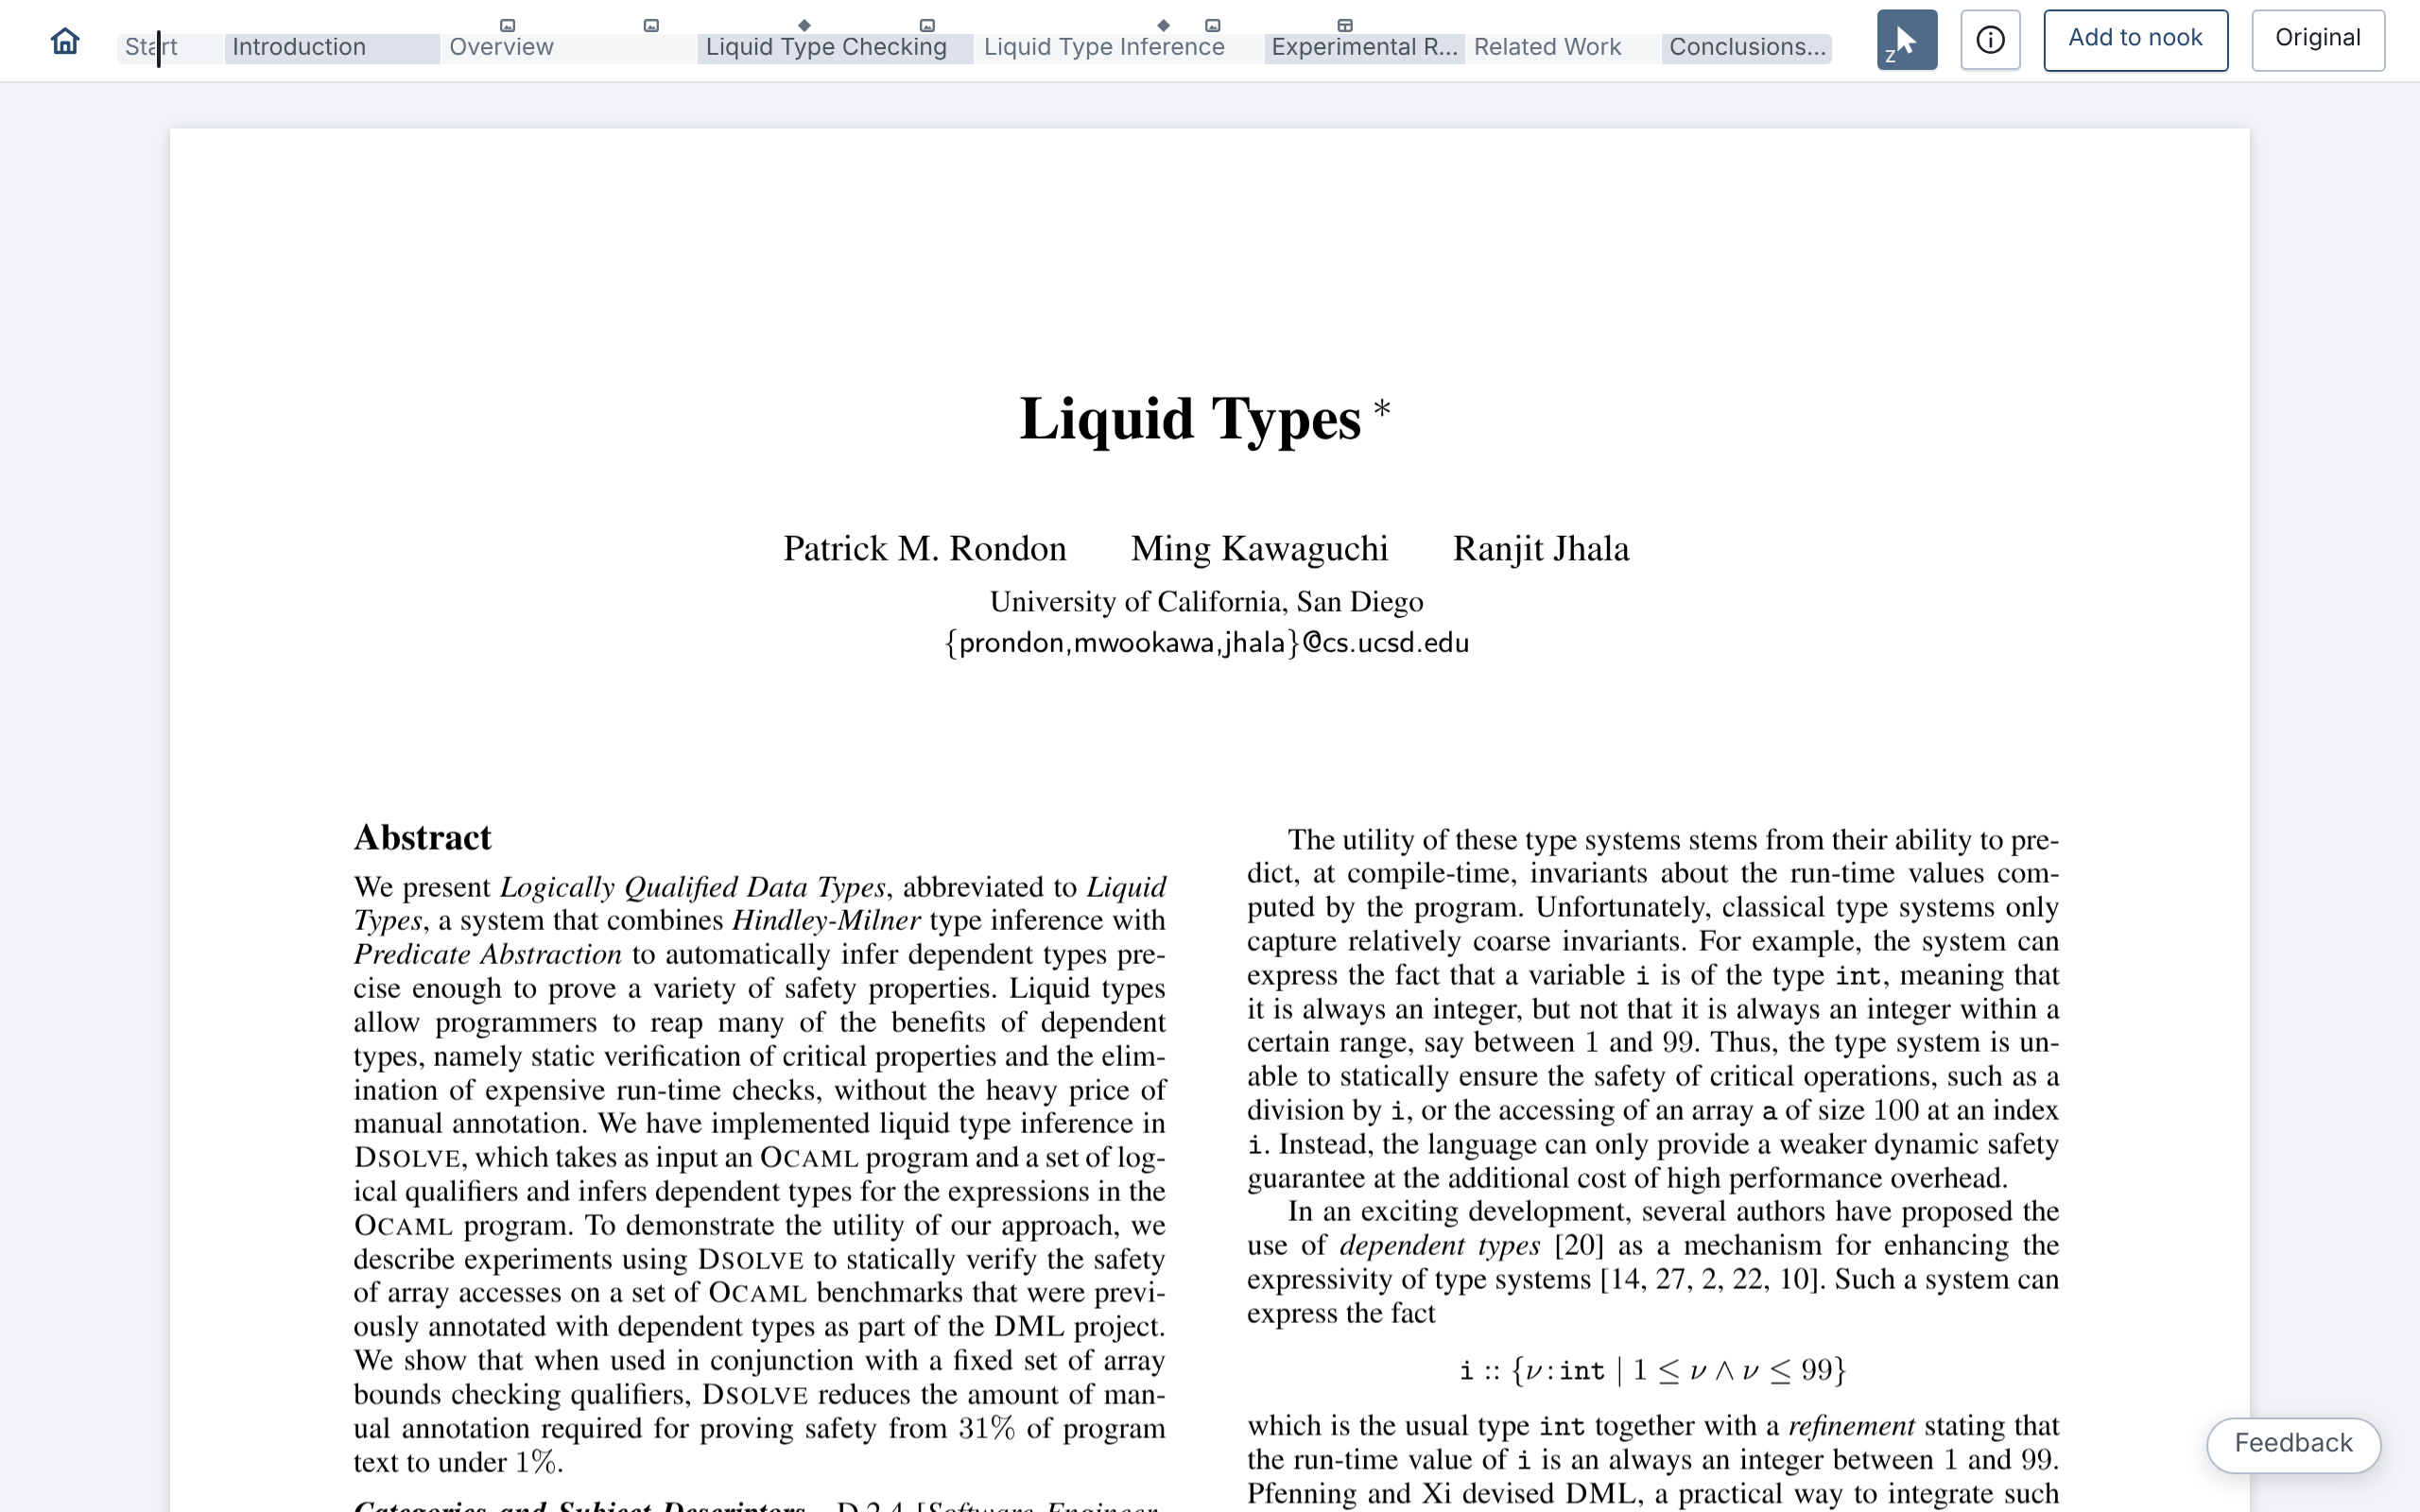 Start
Introduction
Overview
Liquid Type Checking
Liquid Type Inference
Experimental R...
Related Work
Conclusions...
Z
Add to nook
Original
Liquid Types *
Patrick M. Rondon Ming Kawaguchi Ranjit Jhala
University of California, San Diego
{prondon,mwookawa,jhala}@cs.ucsd.edu
Abstract
We present Logically Qualified Data Types, abbreviated to Liquid
Types, a system that combines Hindley-Milner type inference with
Predicate Abstraction to automatically infer dependent types pre-
cise enough to prove a variety of safety properties. Liquid types
allow programmers to reap many of the benefits of dependent
types, namely static verification of critical properties and the elim-
ination of expensive run-time checks, without the heavy price of
manual annotation. We have implemented liquid type inference in
DSOLVE, which takes as input an OCAML program and a set of log-
ical qualifiers and infers dependent types for the expressions in the
OCAML program. To demonstrate the utility of our approach, we
describe experiments using DSOLVE to statically verify the safety
of array accesses on a set of OCAML benchmarks that were previ-
ously annotated with dependent types as part of the DML project.
We show that when used in conjunction with a fixed set of array
bounds checking qualifiers, DSOLVE reduces the amount of man-
ual annotation required for proving safety from 31% of program
text to under 1%.
Categories and Subject Descriptors D.2.4 [Software Engineer-
The utility of these type systems stems from their ability to pre-
dict, at compile-time, invariants about the run-time values com-
puted by the program. Unfortunately, classical type systems only
capture relatively coarse invariants. For example, the system can
express the fact that a variable i is of the type int, meaning that
it is always an integer, but not that it is always an integer within a
certain range, say between 1 and 99. Thus, the type system is un-
able to statically ensure the safety of critical operations, such as a
division by i, or the accessing of an array a of size 100 at an index
i. Instead, the language can only provide a weaker dynamic safety
guarantee at the additional cost of high performance overhead.
In an exciting development, several authors have proposed the
use of dependent types [20] as a mechanism for enhancing the
expressivity of type systems [14, 27, 2, 22, 10]. Such a system can
express the fact
i :: {ν:int | 1 ≤ ν ∧ ν ≤ 99}
which is the usual type int together with a refinement stating that
the run-time value of i is an always an integer between 1 and 99.
Pfenning and Xi devised DML, a practical way to integrate such
Feedback